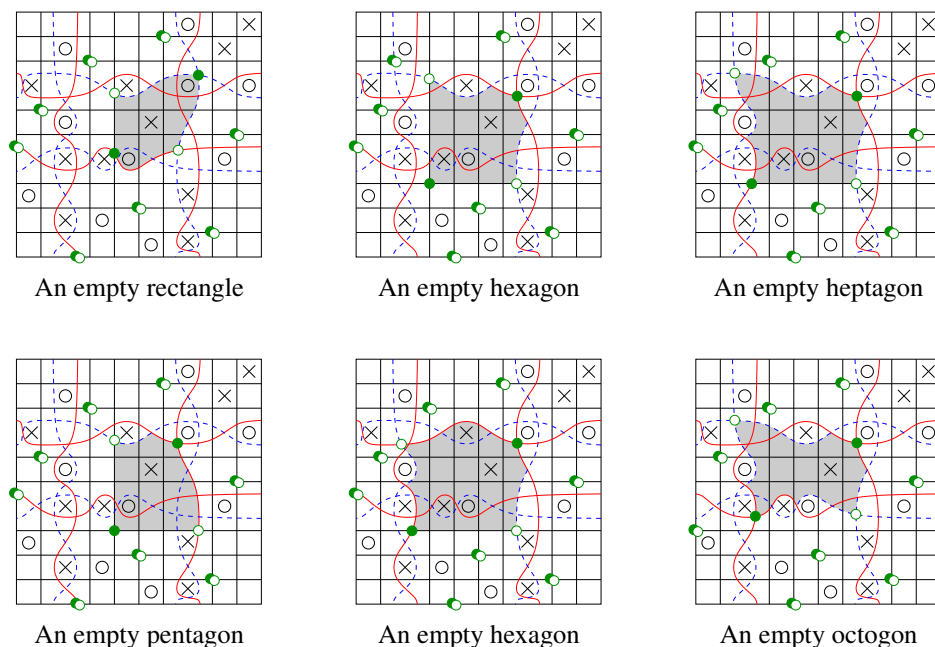 An empty rectangle
An empty hexagon
An empty heptagon
An empty pentagon
An empty hexagon
An empty octogon